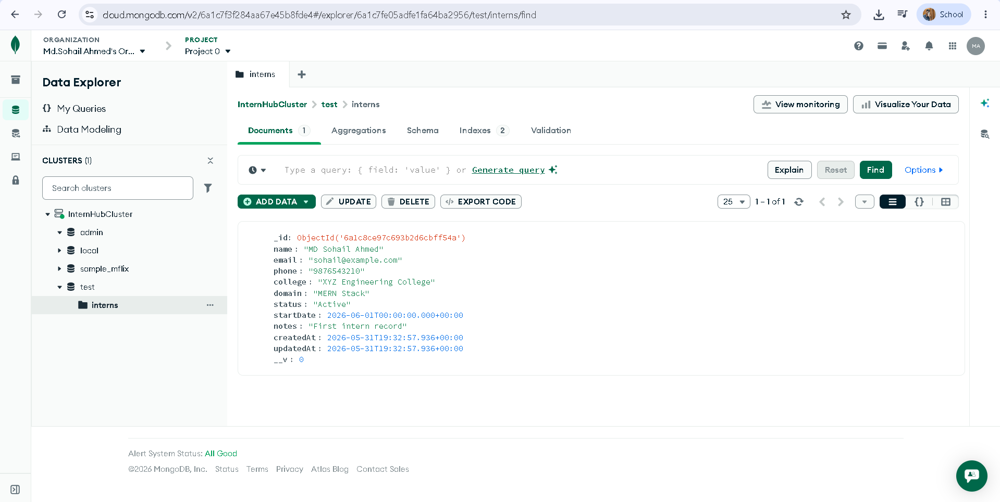 cloud.mongodb.com/v2/6a1c7f3f284aa67e45b8fde4#/explorer/6a1c7fe05adfe1fa64ba2956/test/interns/find
School
ORGANIZATION
Md.Sohail Ahmed's Or...
PROJECT
Project 0
MA
Data Explorer
My Queries
Data Modeling
CLUSTERS (1)
Search clusters
InternHubCluster
admin
local
sample_mflix
test
interns
interns
InternHubCluster > test > interns
View monitoring
Visualize Your Data
Documents 1 Aggregations Schema Indexes 2 Validation
Type a query: { field: 'value' } or Generate query
Explain Reset Find Options
ADD DATA UPDATE DELETE EXPORT CODE
25 1 – 1 of 1
_id: ObjectId('6a1c8ce97c693b2d6cbff54a')
name : "MD Sohail Ahmed"
email : "sohail@example.com"
phone : "9876543210"
college : "XYZ Engineering College"
domain : "MERN Stack"
status : "Active"
startDate : 2026-06-01T00:00:00.000+00:00
notes : "First intern record"
createdAt : 2026-05-31T19:32:57.936+00:00
updatedAt : 2026-05-31T19:32:57.936+00:00
__v : 0
Alert System Status: All Good
©2026 MongoDB, Inc. Status Terms Privacy Atlas Blog Contact Sales